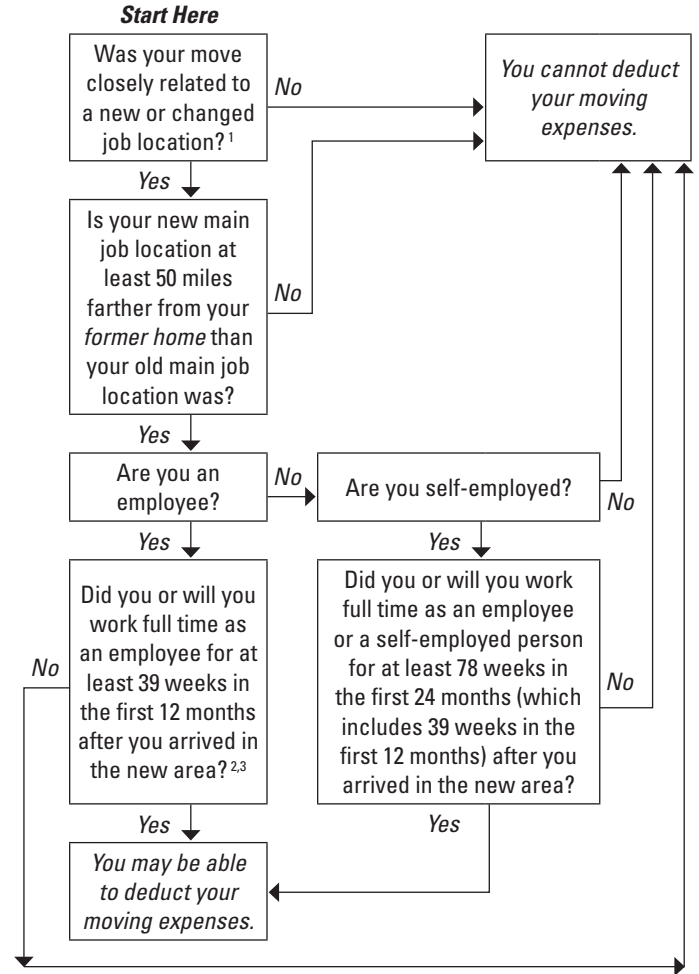 Start Here
Was your move
closely related to
a new or changed
job location? 1
No
You cannot deduct
your moving
expenses.
Yes
Is your new main
job location at
least 50 miles
farther from your
former home than
your old main job
location was?
No
Yes
Are you an
employee?
No
Are you self-employed?
No
Yes
Yes
Did you or will you
work full time as
an employee for at
least 39 weeks in
the first 12 months
after you arrived in
the new area? 2,3
No
Did you or will you work
full time as an employee
or a self-employed person
for at least 78 weeks in
the first 24 months (which
includes 39 weeks in the
first 12 months) after you
arrived in the new area?
No
Yes
Yes
You may be able
to deduct your
moving expenses.